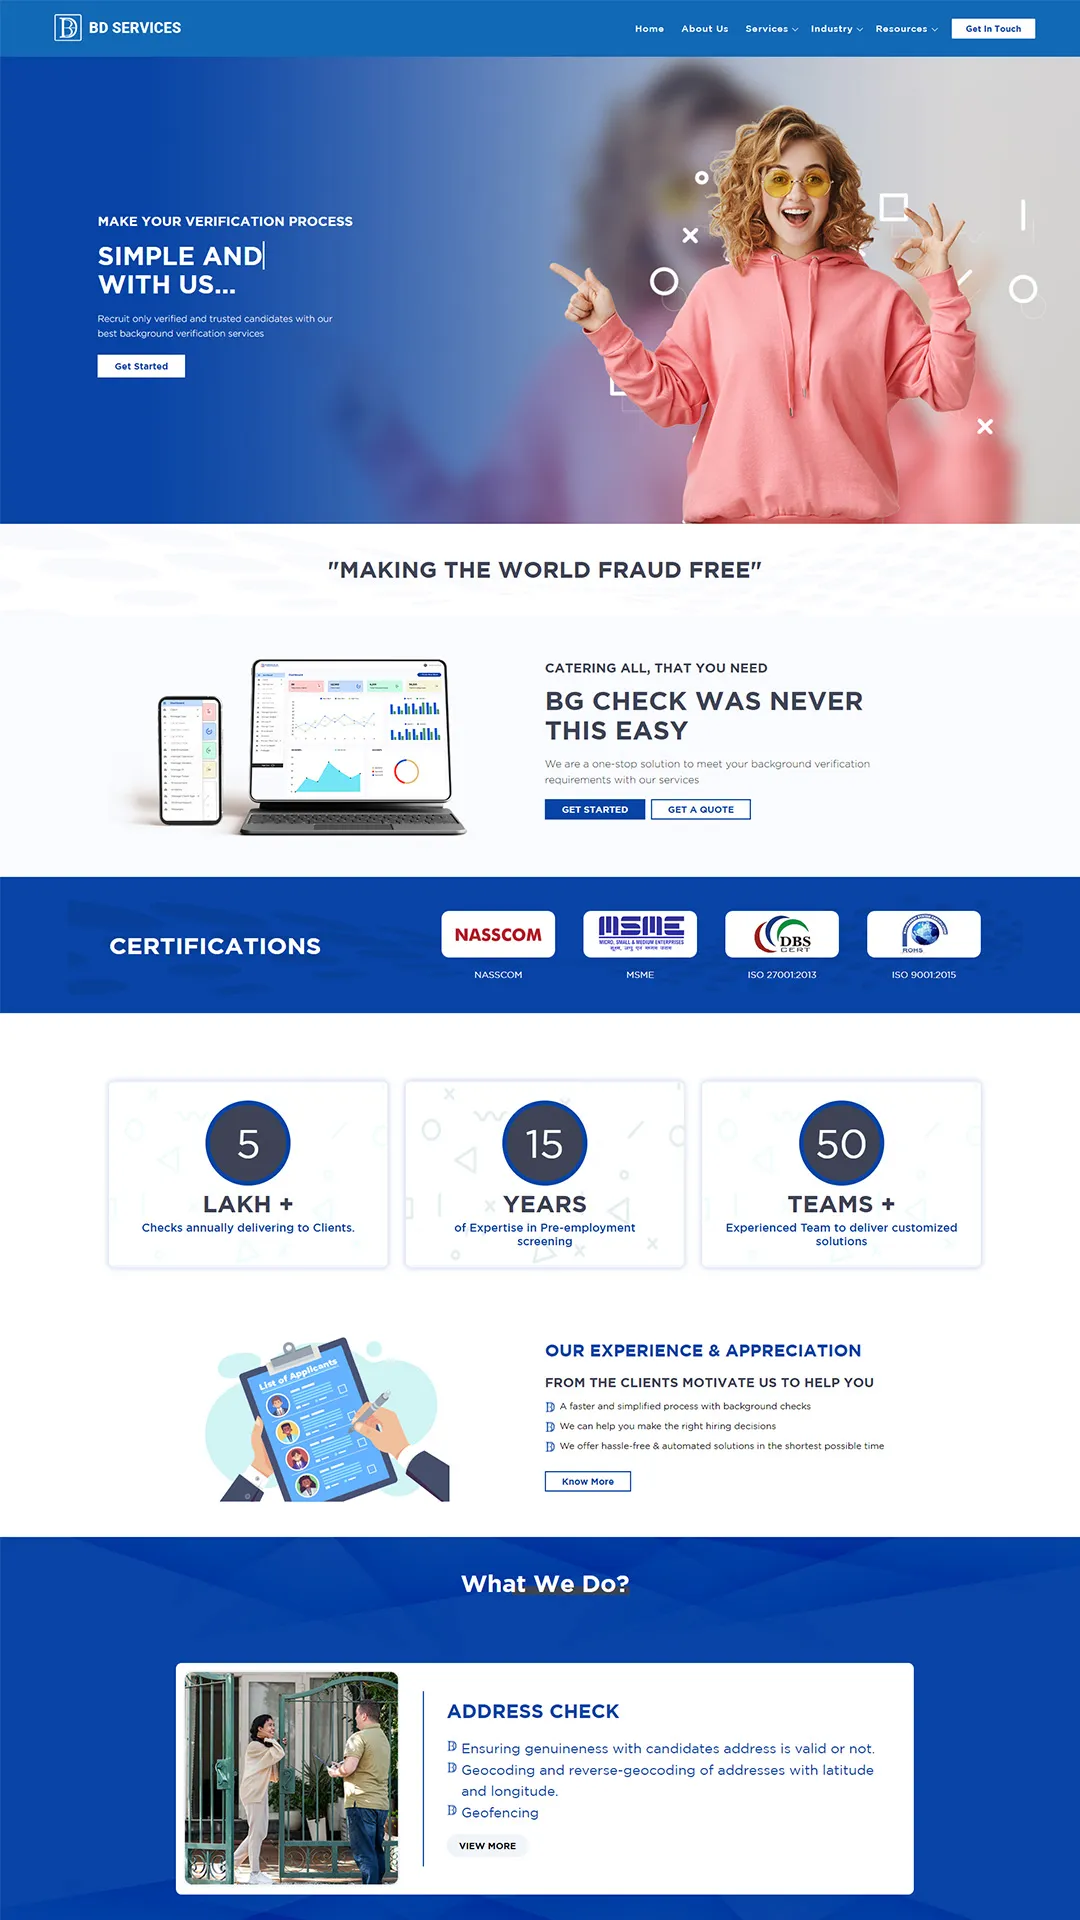 BD SERVICES
Home About Us Services Industry Resources Get In Touch
MAKE YOUR VERIFICATION PROCESS
SIMPLE AND
WITH US...
Recruit only verified and trusted candidates with our
best background verification services
Get Started
"MAKING THE WORLD FRAUD FREE"
CATERING ALL, THAT YOU NEED
BG CHECK WAS NEVER
THIS EASY
We are a one-stop solution to meet your background verification
requirements with our services
GET STARTED GET A QUOTE
CERTIFICATIONS
NASSCOM
NASSCOM
MSME
MICRO, SMALL & MEDIUM ENTERPRISES
सूक्ष्म, लघु एवं मध्यम उद्यम
MSME
DBS
CERT
ISO 27001:2013
ROHS
ISO 9001:2015
5
LAKH +
Checks annually delivering to Clients.
15
YEARS
of Expertise in Pre-employment
screening
50
TEAMS +
Experienced Team to deliver customized
solutions
List of Applicants
OUR EXPERIENCE & APPRECIATION
FROM THE CLIENTS MOTIVATE US TO HELP YOU
A faster and simplified process with background checks
We can help you make the right hiring decisions
We offer hassle-free & automated solutions in the shortest possible time
Know More
What We Do?
ADDRESS CHECK
Ensuring genuineness with candidates address is valid or not.
Geocoding and reverse-geocoding of addresses with latitude
and longitude.
Geofencing
VIEW MORE